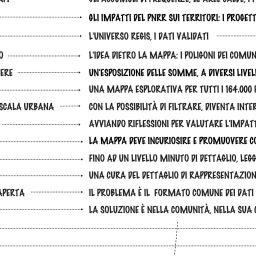 GLI IMPATTI DEL PNRR SUI TERRITORI: I PROGETT
L'UNIVERSO REGIS, I DATI VALIDATI
O L'IDEA DIETRO LA MAPPA: I POLIGONI DEI COMUN
ERE UN'ESPOSIZIONE DELLE SOMME, A DIVERSI LIVEL
UNA MAPPA ESPLORATIVA PER TUTTI I 164.000 
SCALA URBANA CON LA POSSIBILITÀ DI FILTRARE, DIVENTA INTER
AVVIANDO RIFLESSIONI PER VALUTARE L'IMPAT
LA MAPPA DEVE INCURIOSIRE E PROMUOVERE CO
FINO AD UN LIVELLO MINUTO DI DETTAGLIO, LEGG
UNA CURA DEL DETTAGLIO DI RAPPRESENTAZION
APERTA IL PROBLEMA È IL FORMATO COMUNE DEI DATI
LA SOLUZIONE È NELLA COMUNITÀ, NELLA SUA